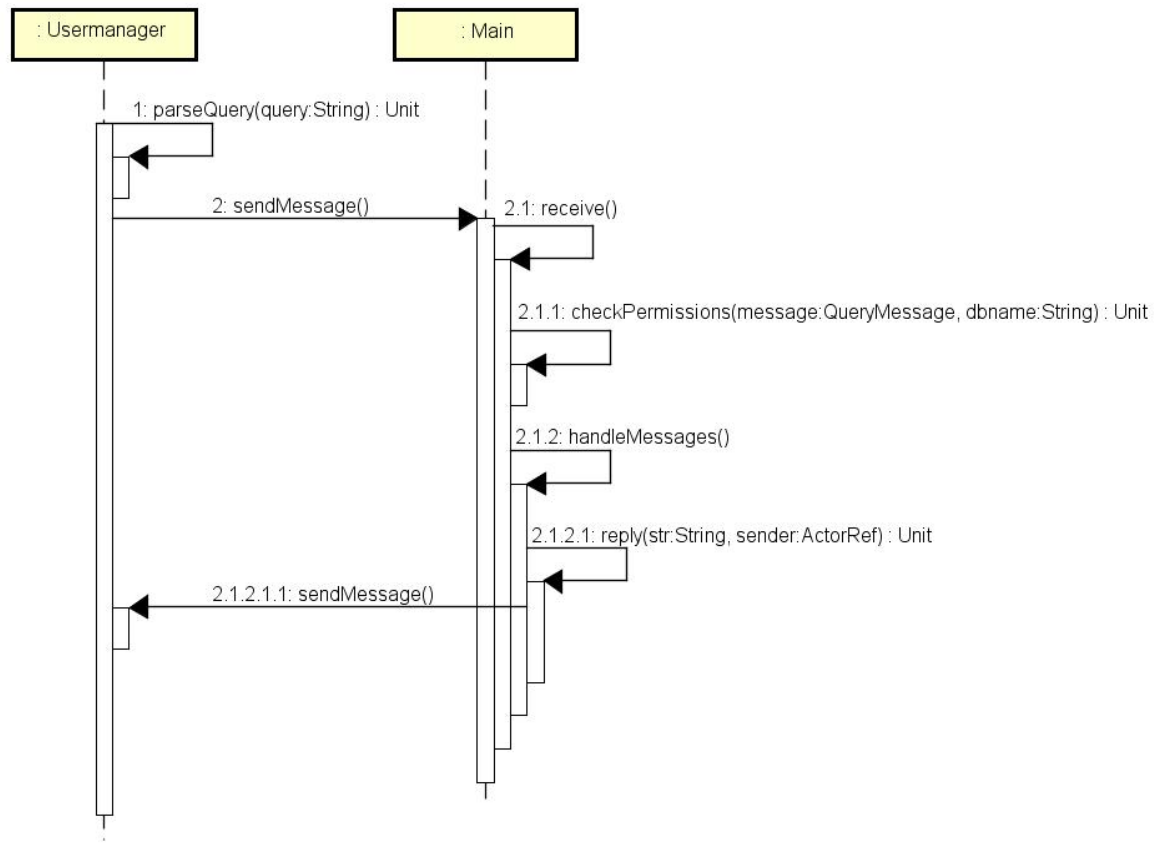 : Usermanager
: Main
1: parseQuery(query:String) : Unit
2: sendMessage()
2.1: receive()
2.1.1: checkPermissions(message:QueryMessage, dbname:String) : Unit
2.1.2: handleMessages()
2.1.2.1: reply(str:String, sender:ActorRef) : Unit
2.1.2.1.1: sendMessage()